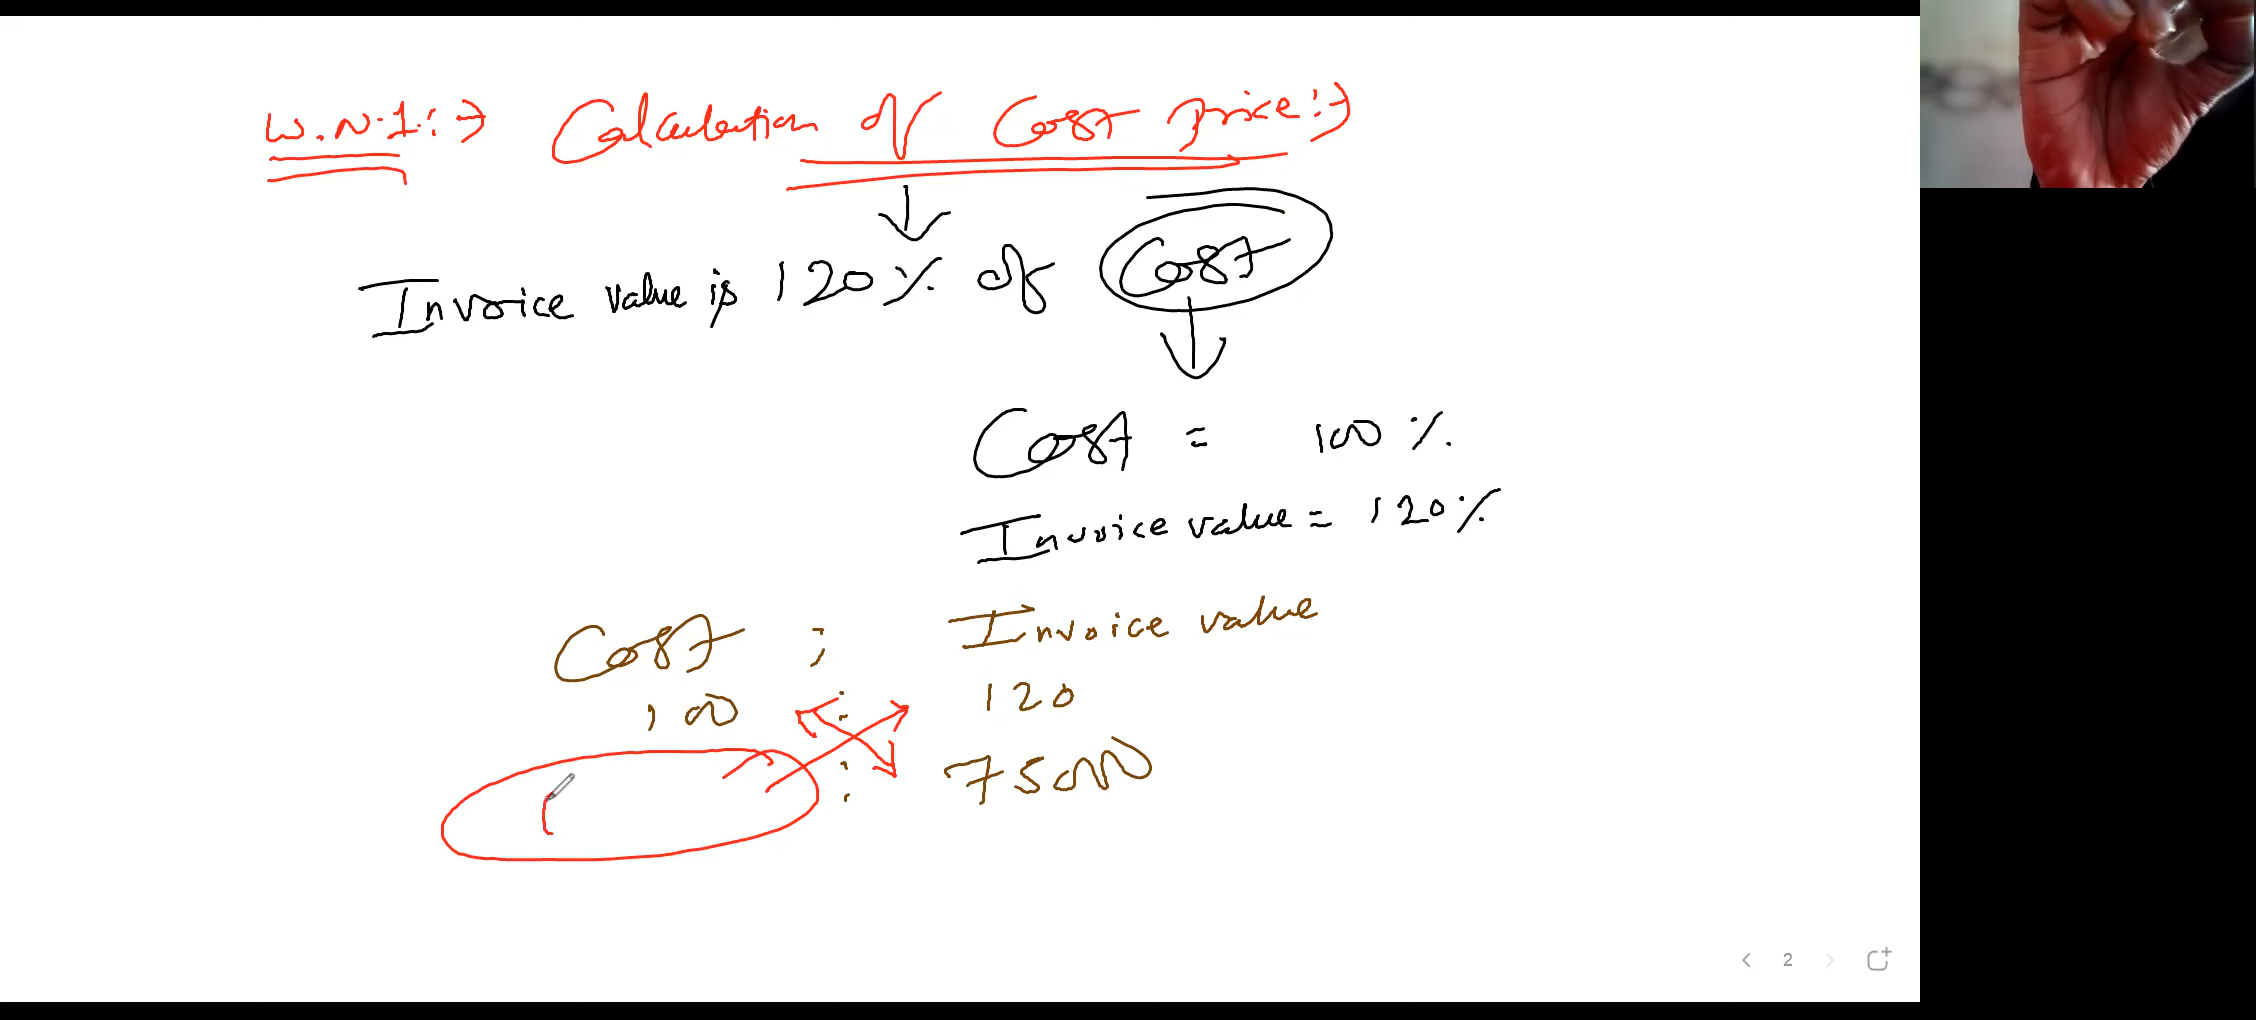 W.N.1:→ Calculation of Cost price:→
Invoice value is 120% of Cost
Cost = 100%
Invoice value = 120%
Cost : Invoice value
100 : 120
: 75000
2